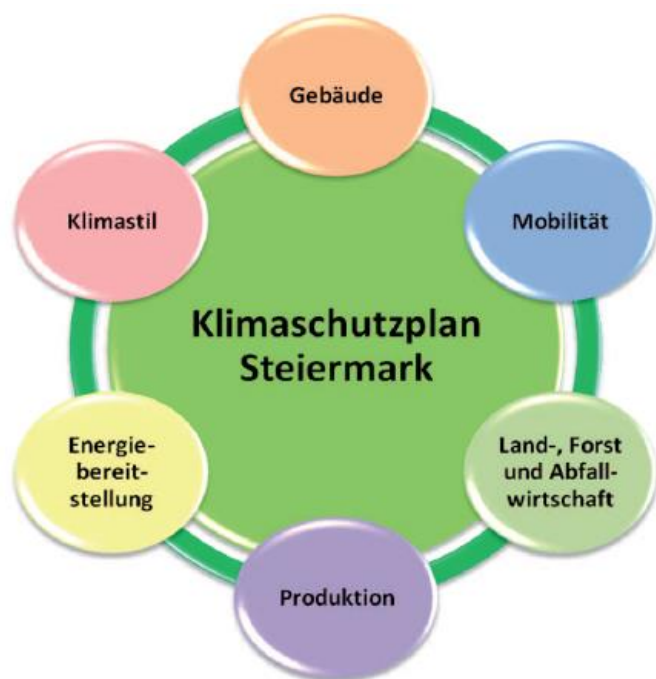 Gebäude
Klimastil
Mobilität
Klimaschutzplan
Steiermark
Energie-
bereit-
stellung
Land-, Forst
und Abfall-
wirtschaft
Produktion